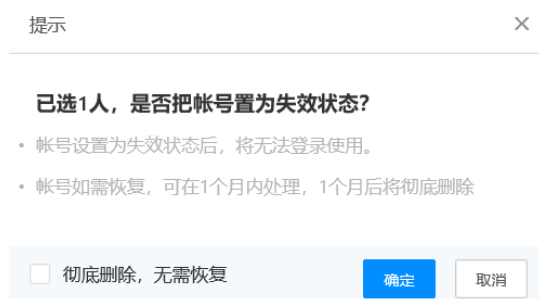 提示
已选1人，是否把帐号置为失效状态？
• 帐号设置为失效状态后，将无法登录使用。
• 帐号如需恢复，可在1个月内处理，1个月后将彻底删除
彻底删除，无需恢复
确定
取消